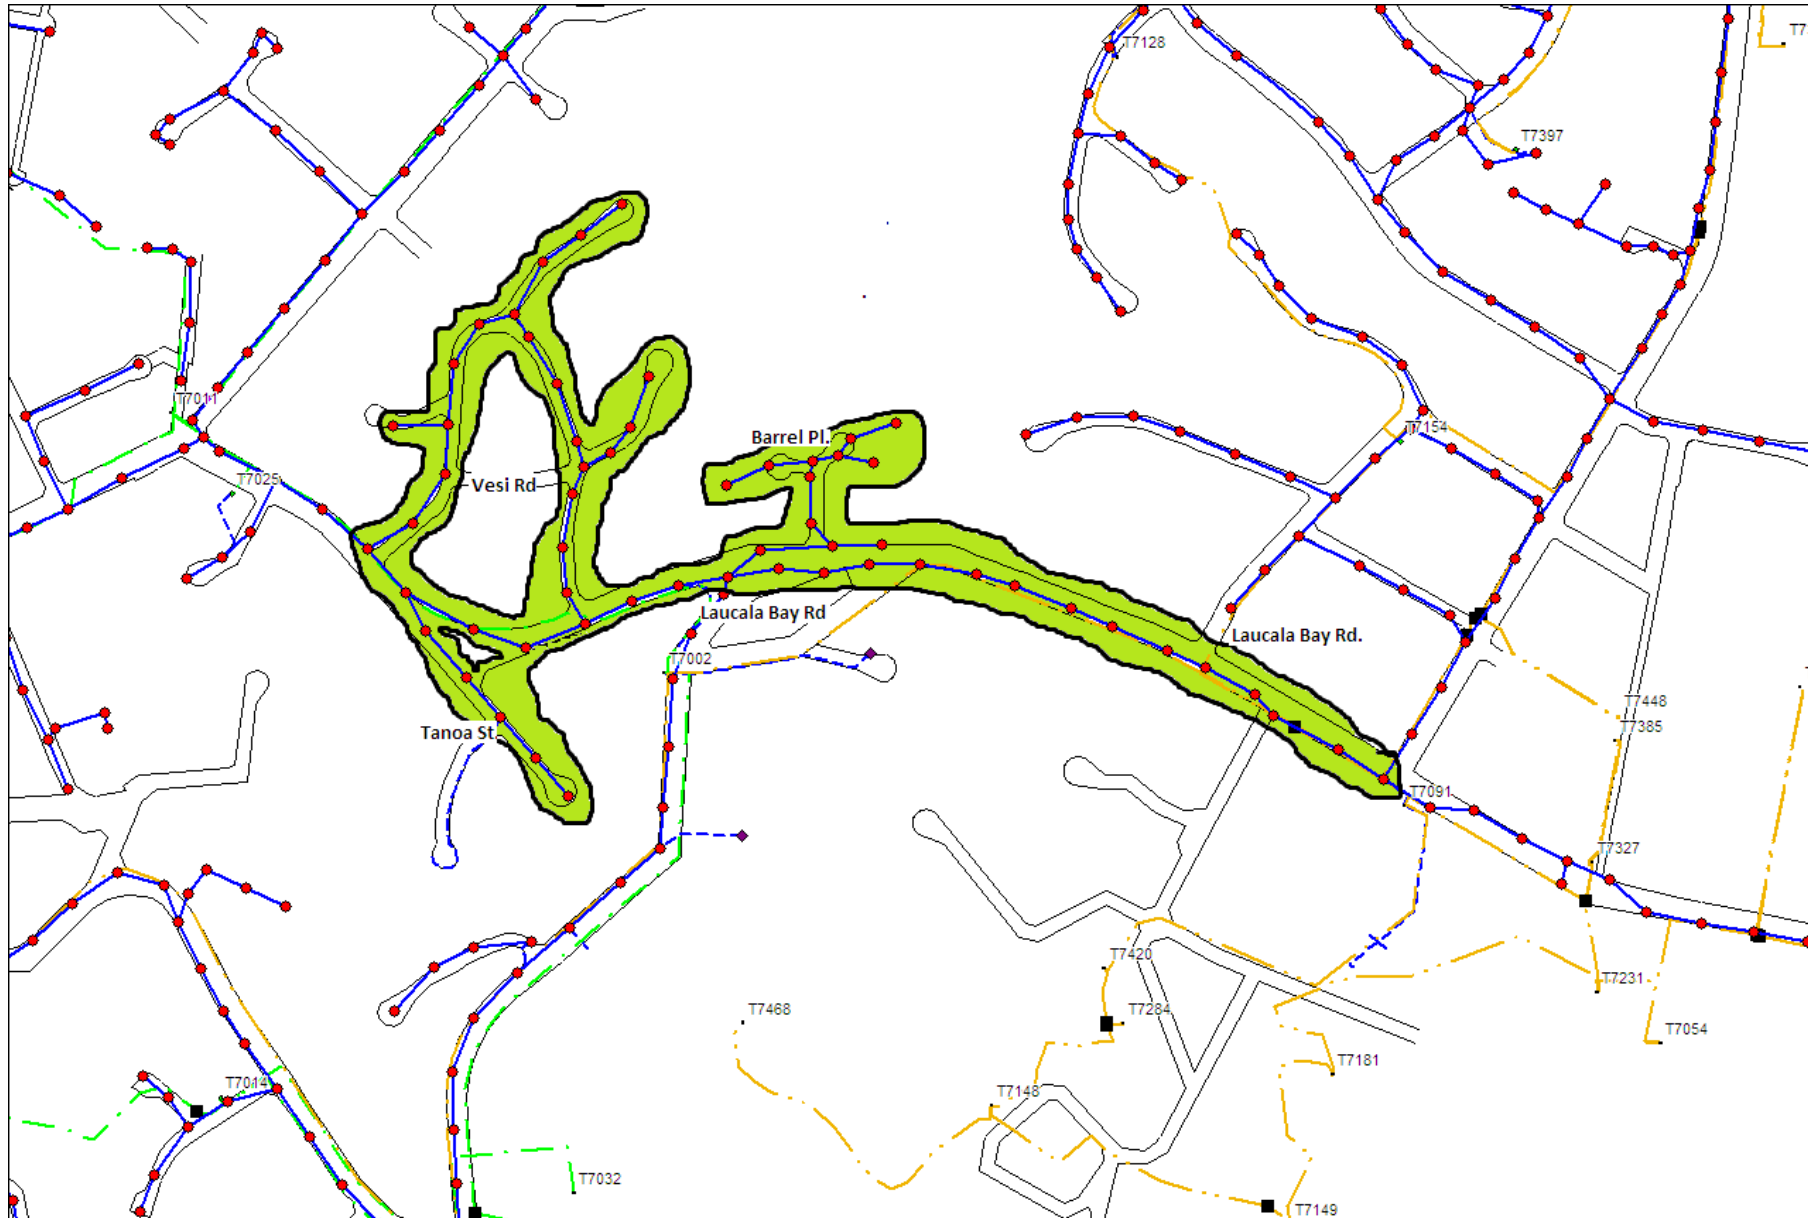 T7128
T7397
T7011
T7154
Barrel Pl.
T7025
Vesi Rd
Laucala Bay Rd
Laucala Bay Rd.
T7002
T7448
T7385
Tanoa St
T7091
T7327
T7420
T7231
T7468
T7284
T7054
T7181
T7014
T7148
T7032
T7149